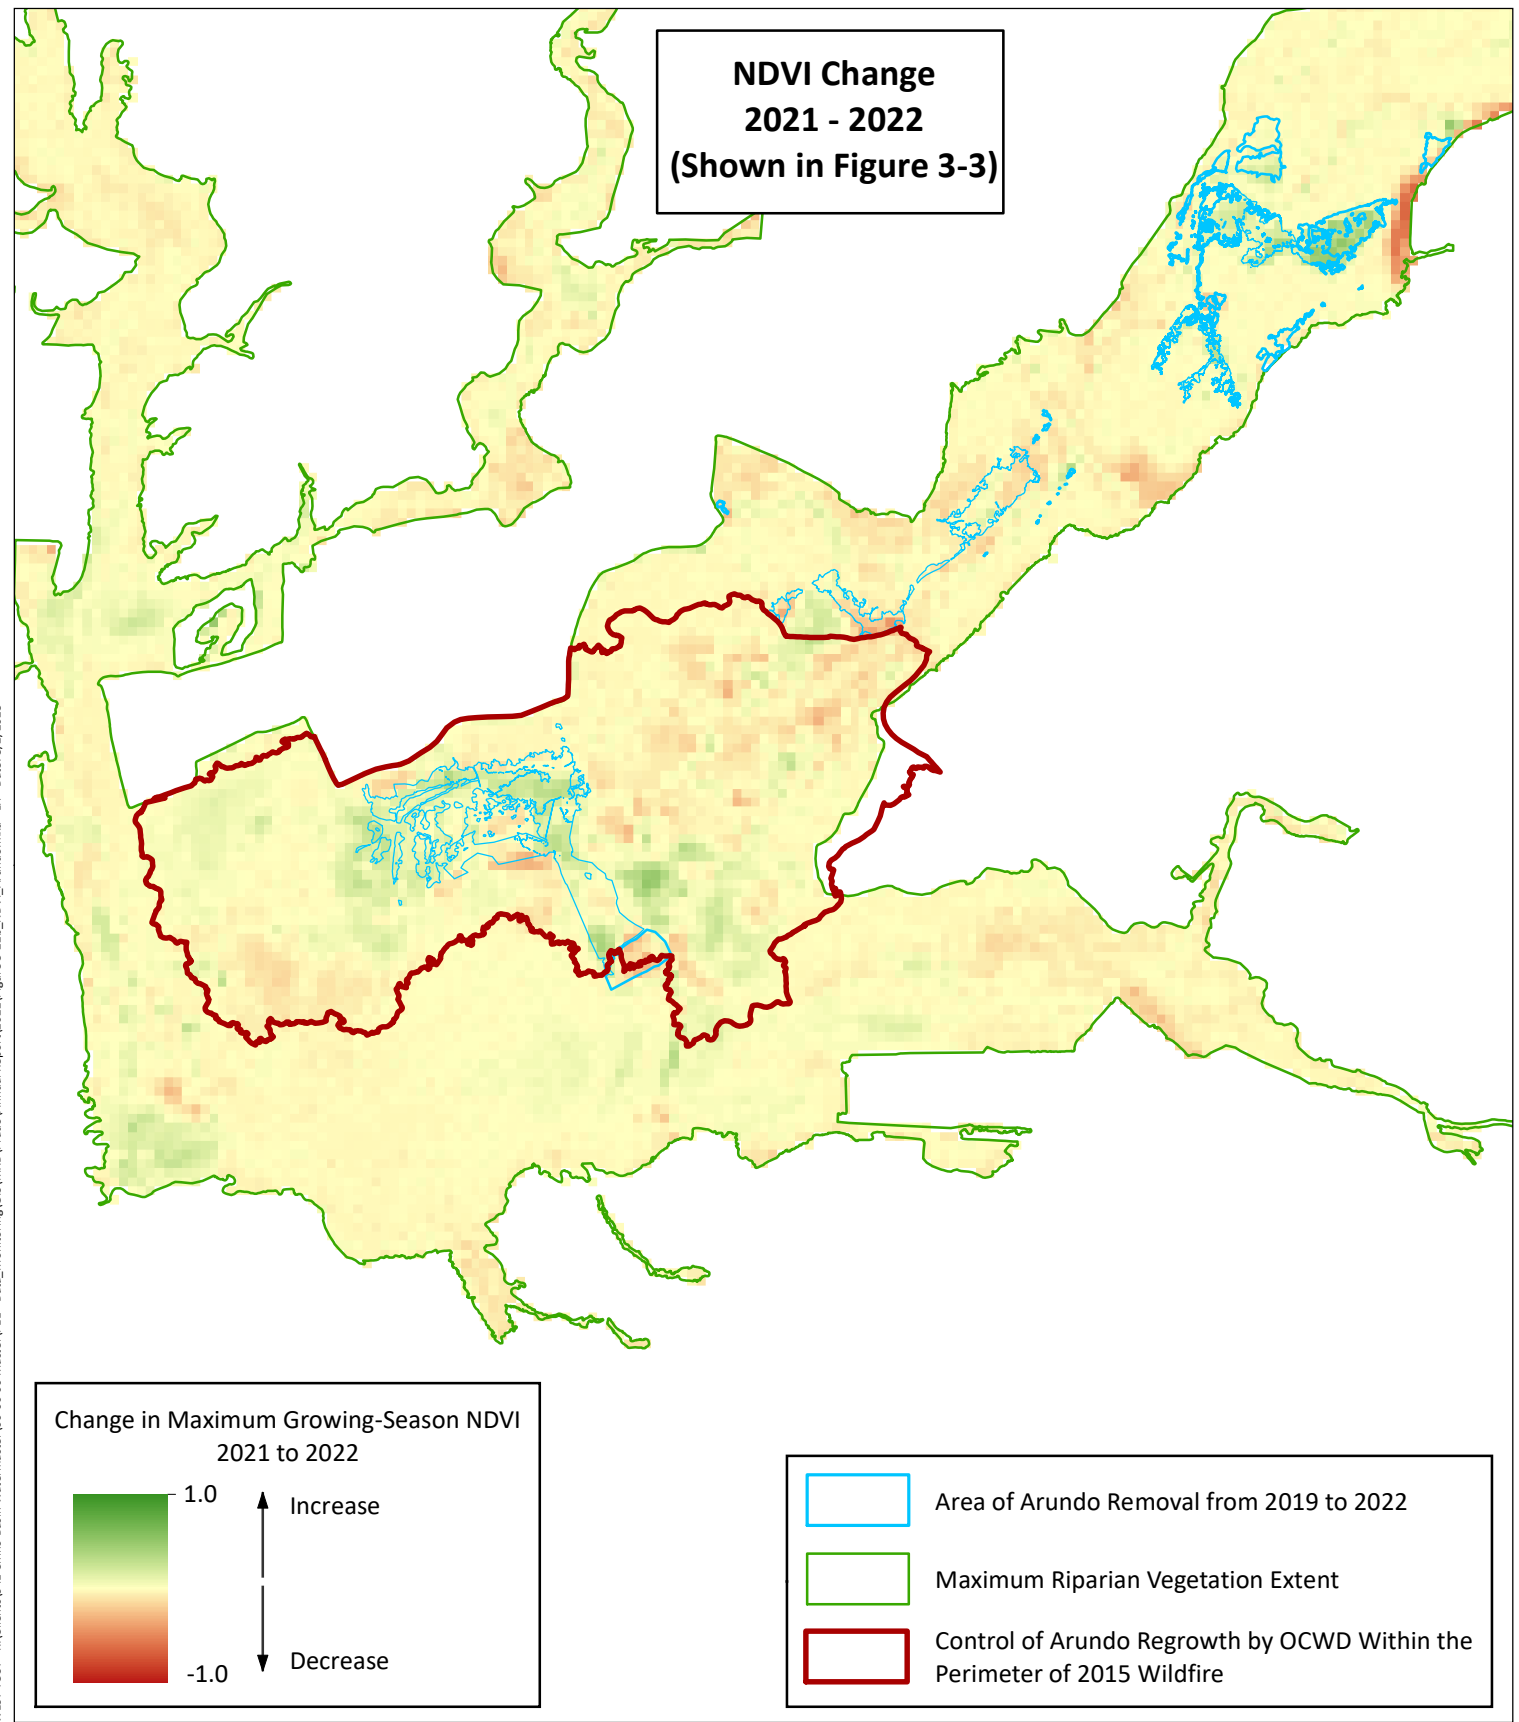 NDVI Change
2021 - 2022
(Shown in Figure 3-3)
Change in Maximum Growing-Season NDVI
2021 to 2022
1.0
Increase
-1.0
Decrease
Area of Arundo Removal from 2019 to 2022
Maximum Riparian Vegetation Extent
Control of Arundo Regrowth by OCWD Within the
Perimeter of 2015 Wildfire